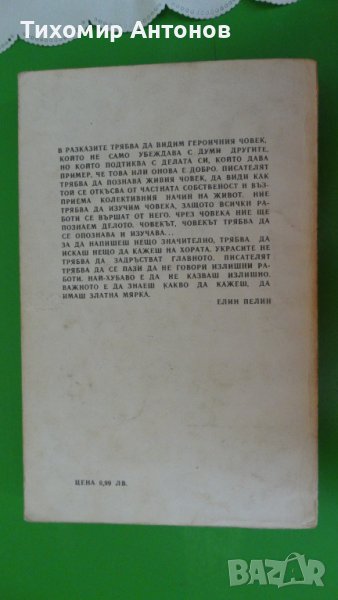 Тихомир Антонов
В РАЗКАЗИТЕ ТРЯБВА ДА ВИДИМ ГЕРОИЧНИЯ ЧОВЕК,
КОЙТО НЕ САМО УБЕЖДАВА С ДУМИ ДРУГИТЕ,
НО КОЙТО ПОДТИКВА С ДЕЛАТА СИ, КОЙТО ДАВА
ПРИМЕР, ЧЕ ТОВА ИЛИ ОНОВА Е ДОБРО. ПИСАТЕЛЯТ
ТРЯБВА ДА ПОЗНАВА ЖИВИЯ ЧОВЕК, ДА ВИДИ КАК
ТОЙ СЕ ОТКЪСВА ОТ ЧАСТНАТА СОБСТВЕНОСТ И ВЪЗ-
ПРИЕМА КОЛЕКТИВНИЯ НАЧИН НА ЖИВОТ. НИЕ
ТРЯБВА ДА ИЗУЧИМ ЧОВЕКА, ЗАЩОТО ВСИЧКИ РА-
БОТИ СЕ ВЪРШАТ ОТ НЕГО. ЧРЕЗ ЧОВЕКА НИЕ ЩЕ
ПОЗНАЕМ ДЕЛОТО. ЧОВЕКЪТ, ЧОВЕКЪТ ТРЯБВА ДА
СЕ ОПОЗНАВА И ИЗУЧАВА...
ЗА ДА НАПИШЕШ НЕЩО ЗНАЧИТЕЛНО, ТРЯБВА ДА
ИСКАШ НЕЩО ДА КАЖЕШ НА ХОРАТА. УКРАСИТЕ НЕ
ТРЯБВА ДА ЗАДРЪСТВАТ ГЛАВНОТО. ПИСАТЕЛЯТ
ТРЯБВА ДА СЕ ПАЗИ ДА НЕ ГОВОРИ ИЗЛИШНИ РА-
БОТИ. НАЙ-ХУБАВО Е ДА НЕ КАЗВАШ ИЗЛИШНО.
ВАЖНОТО Е ДА ЗНАЕШ КАКВО ДА КАЖЕШ, ДА
ИМАШ ЗЛАТНА МЯРКА.
ЕЛИН ПЕЛИН
ЦЕНА 0,99 ЛВ.
BAZAR